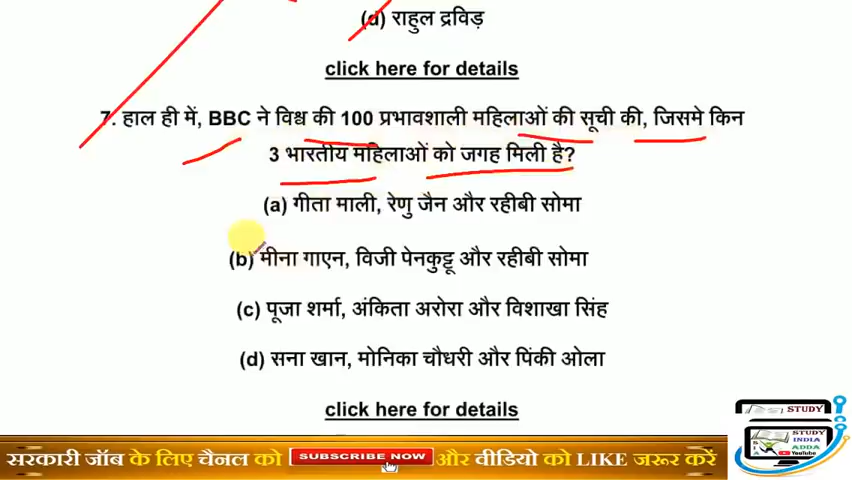 (d) राहुल द्रविड़
click here for details
7. हाल ही में, BBC ने विश्व की 100 प्रभावशाली महिलाओं की सूची की, जिसमे किन
3 भारतीय महिलाओं को जगह मिली है?
(a) गीता माली, रेणु जैन और रहीबी सोमा
(b) मीना गाएन, विजी पेनकुट्टू और रहीबी सोमा
(c) पूजा शर्मा, अंकिता अरोरा और विशाखा सिंह
(d) सना खान, मोनिका चौधरी और पिंकी ओला
click here for details
STUDY
STUDY
INDIA
ADDA
YouTube
सरकारी जॉब के लिए चैनल को SUBSCRIBE NOW और वीडियो को LIKE जरूर करें